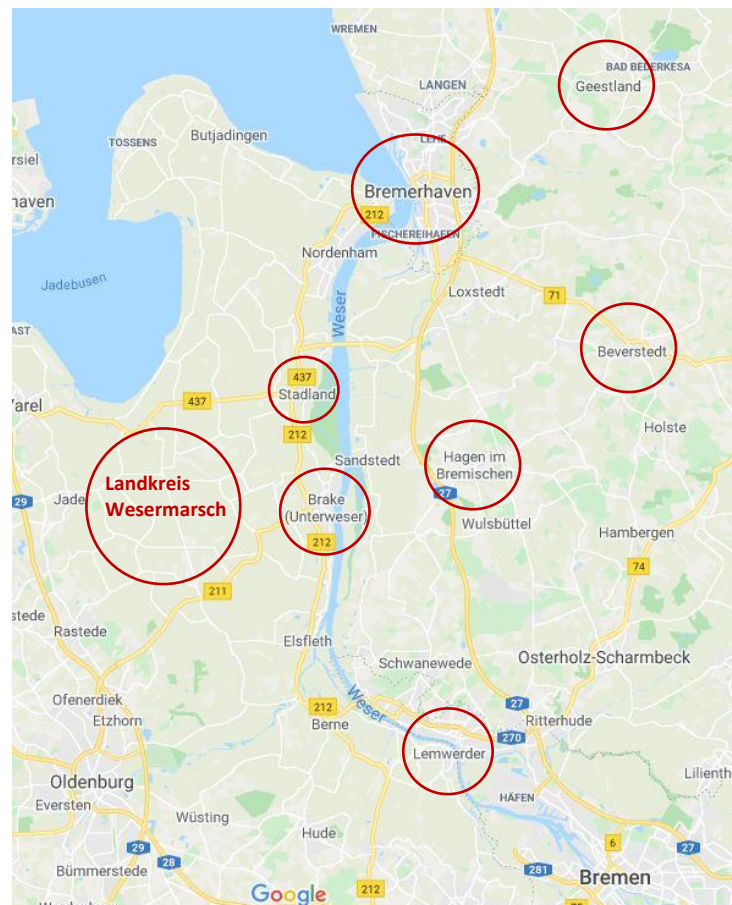 WREMEN
BAD BEDERKESA
Geestland
LANGEN
TOSSENS
Butjadingen
LEHE
rsiel
Bremerhaven
haven
212
FISCHEREIHAFEN
Nordenham
Jadebusen
Weser
Loxstedt
71
AST
Beverstedt
437
Stadland
437
Varel
212
Holste
Sandstedt
Hagen im
Bremischen
Landkreis
Wesermarsch
29
Jade
Brake
(Unterweser)
27
Wulsbüttel
212
Hambergen
74
211
stede
Rastede
Elsfleth
Schwanewede
Osterholz-Scharmbeck
Weser
Ofenerdiek
Etzhorn
212
Berne
27
Ritterhude
270
Lemwerder
Oldenburg
Lilienth
HÄFEN
Eversten
Wüsting
Hude
6
29
28
27
Bümmerstede
281
Bremen
Google
212